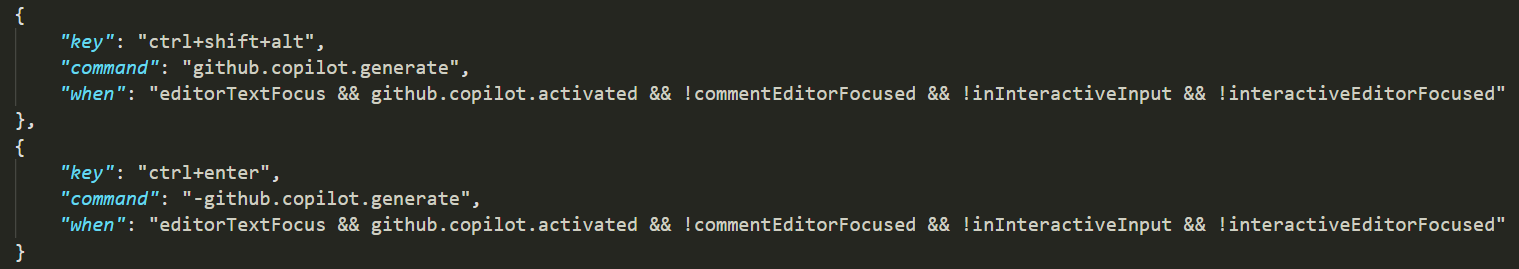 {
    "key": "ctrl+shift+alt",
    "command": "github.copilot.generate",
    "when": "editorTextFocus && github.copilot.activated && !commentEditorFocused && !inInteractiveInput && !interactiveEditorFocused"
},
{
    "key": "ctrl+enter",
    "command": "-github.copilot.generate",
    "when": "editorTextFocus && github.copilot.activated && !commentEditorFocused && !inInteractiveInput && !interactiveEditorFocused"
}